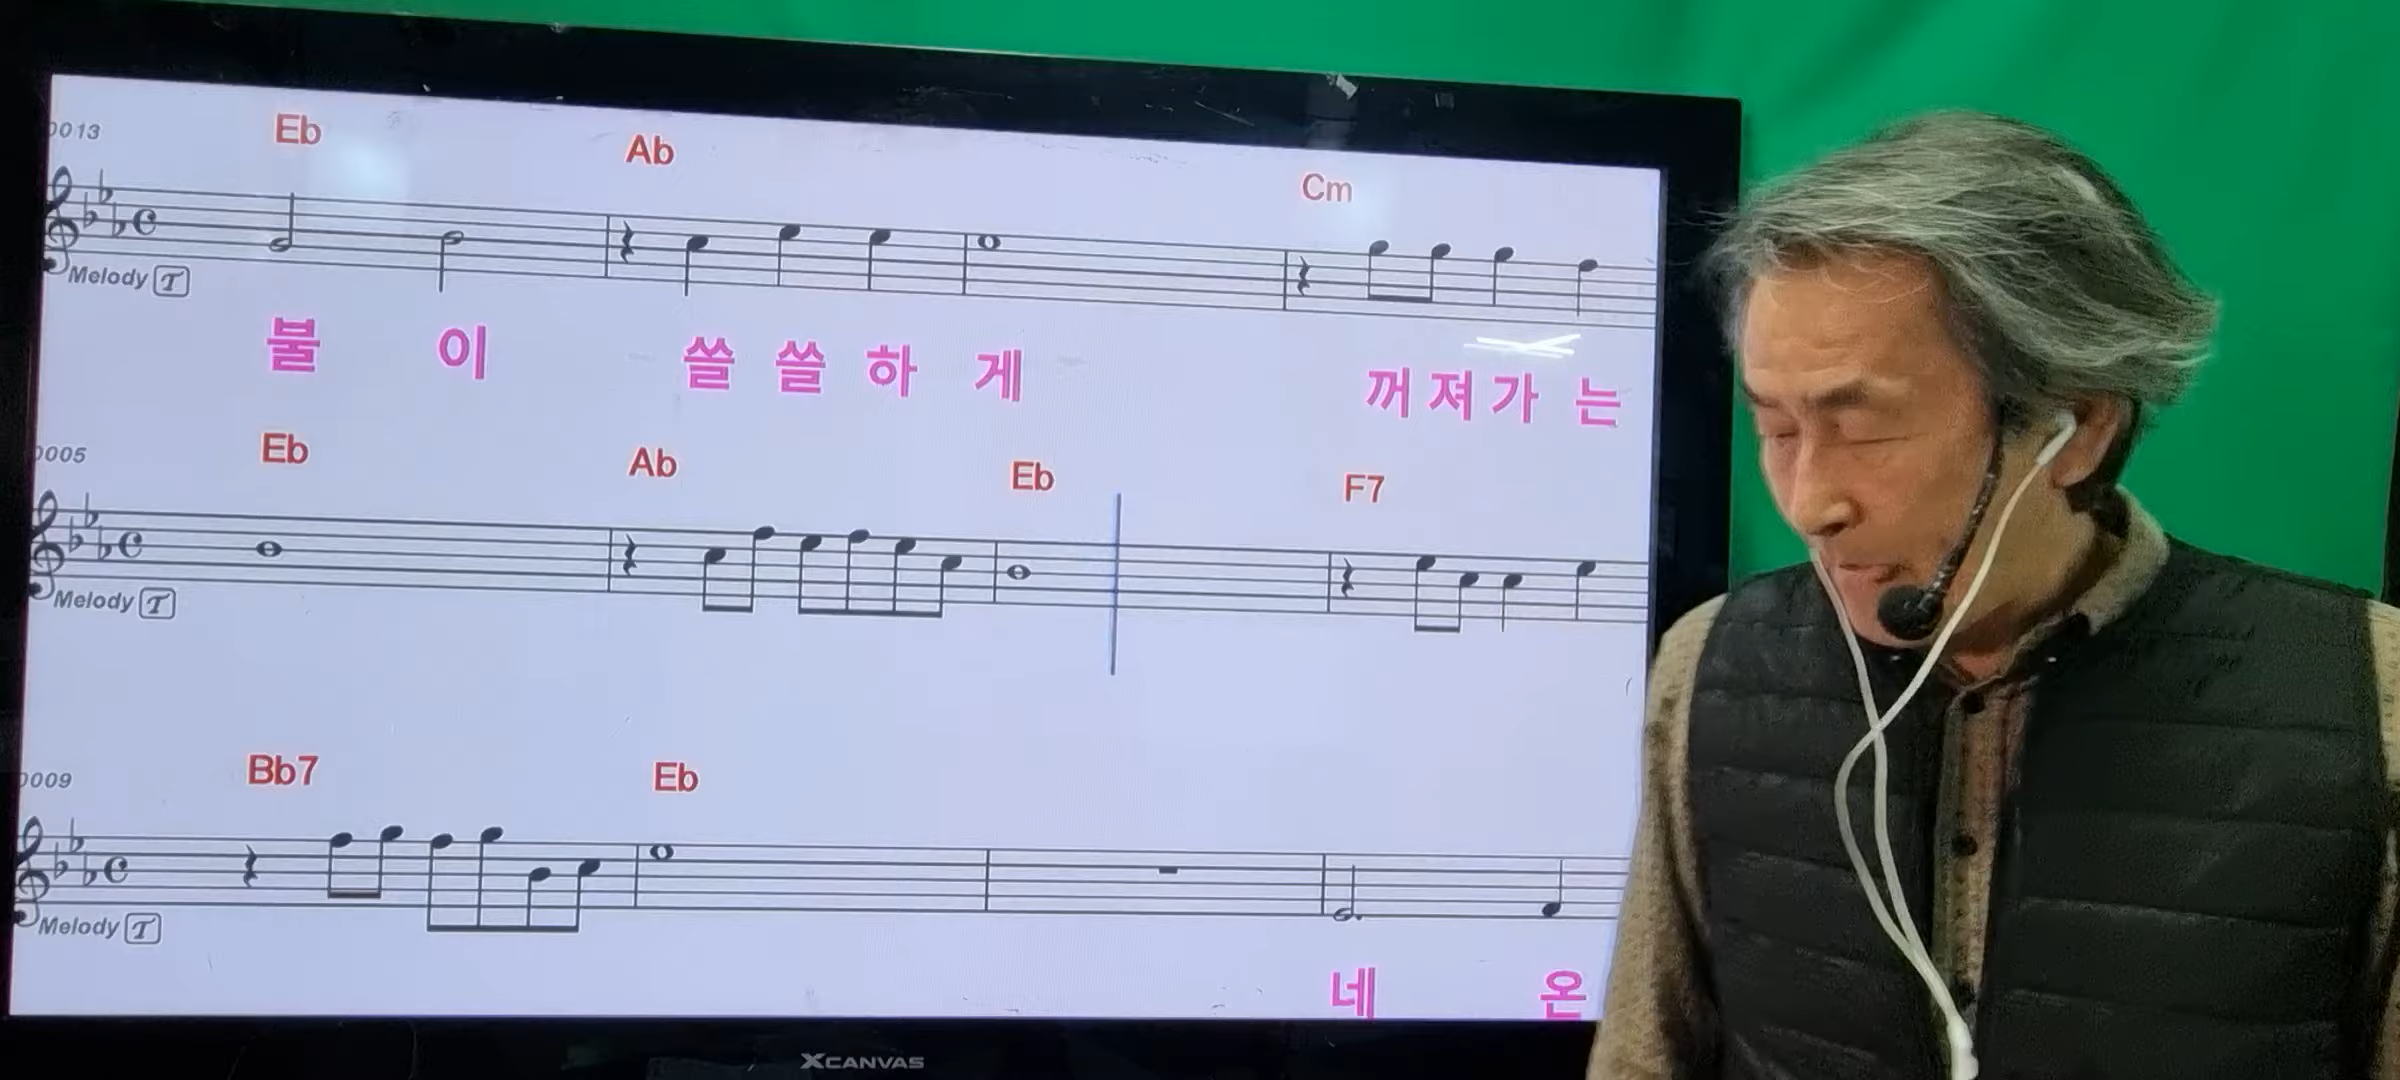 0013 Eb Ab Cm
Melody T
불 이 쓸 쓸 하 게 꺼 져 가 는
0005 Eb Ab Eb F7
Melody T
0009 Bb7 Eb
Melody T
네 온
XCANVAS